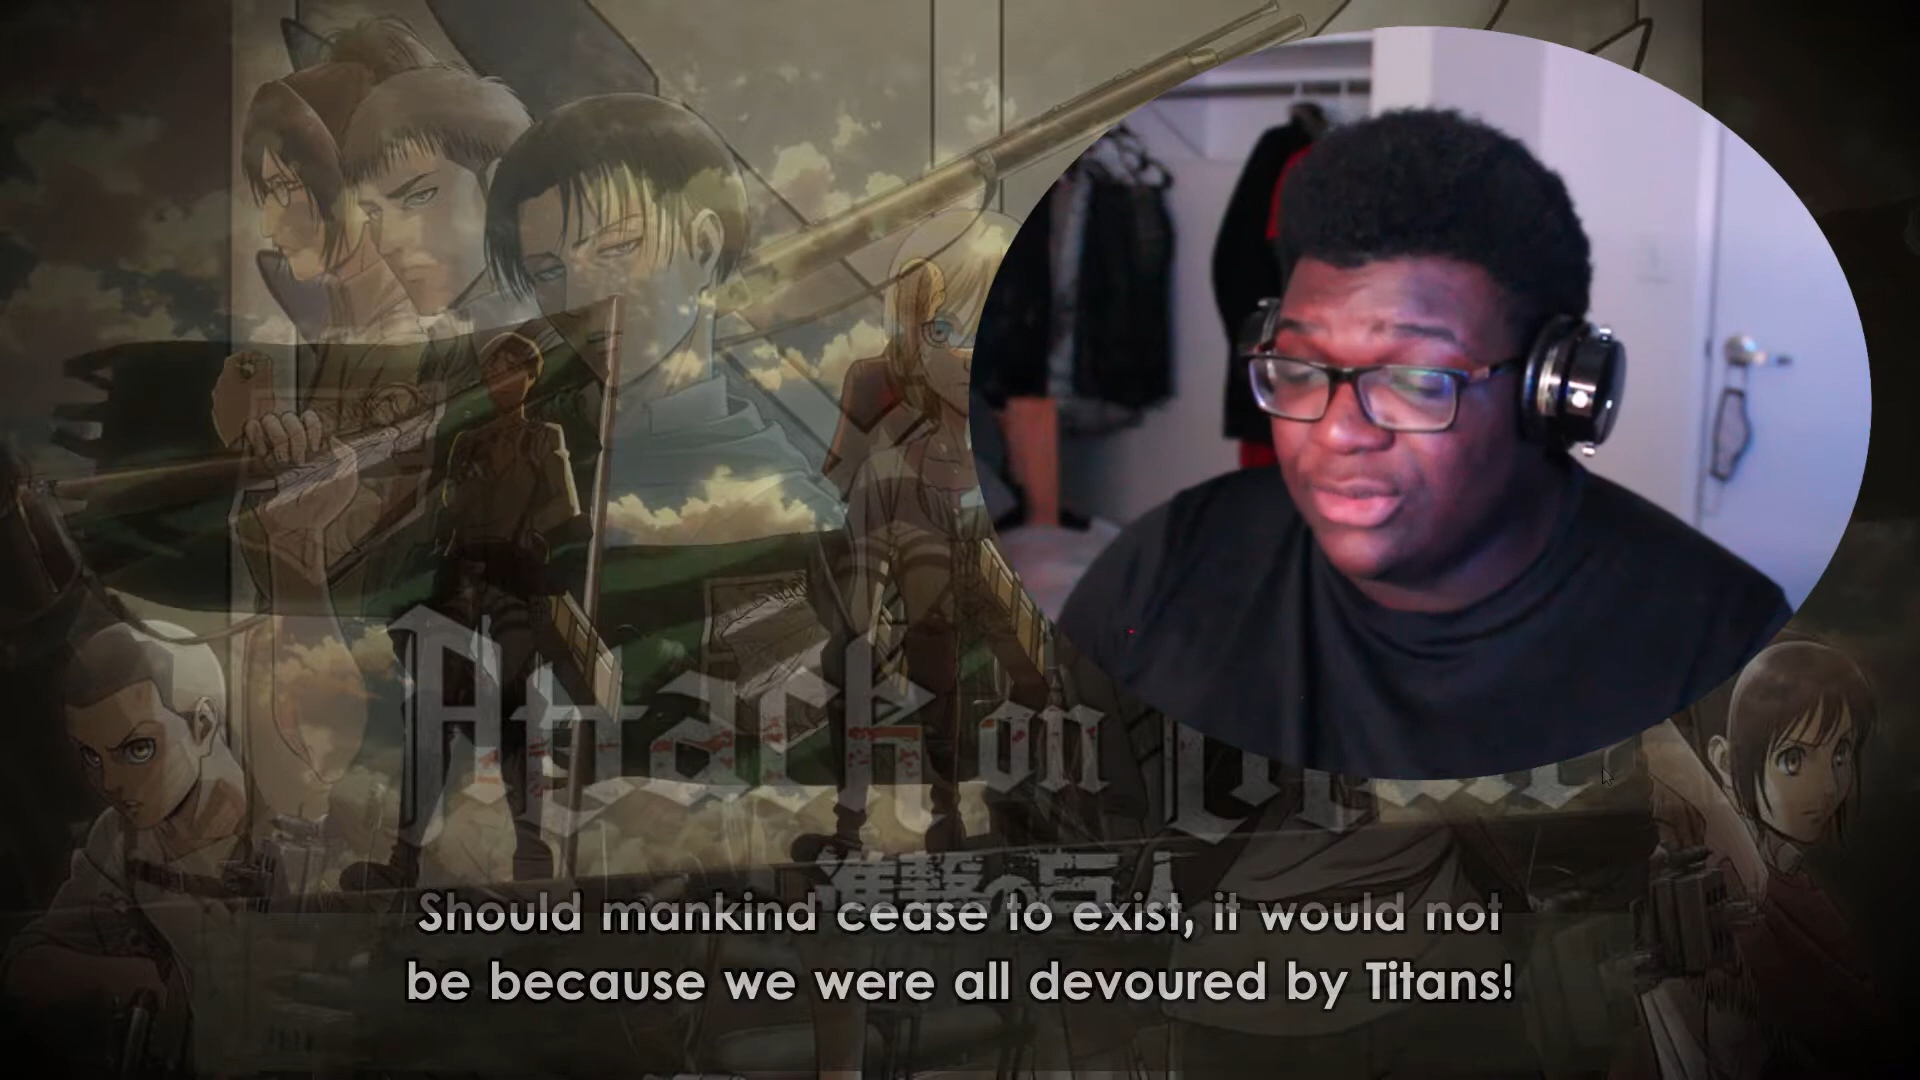 Attack on
進撃の巨人
Should mankind cease to exist, it would not
be because we were all devoured by Titans!